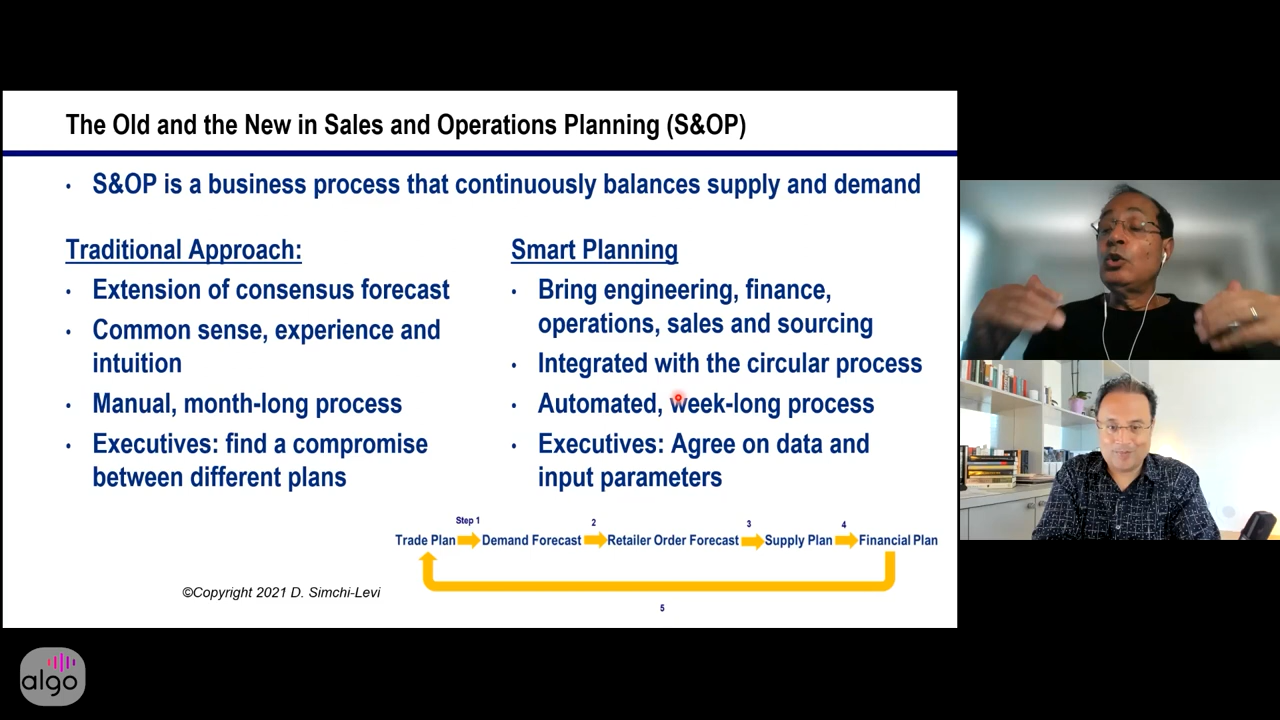 The Old and the New in Sales and Operations Planning (S&OP)
• S&OP is a business process that continuously balances supply and demand
Traditional Approach:
• Extension of consensus forecast
• Common sense, experience and
intuition
• Manual, month-long process
• Executives: find a compromise
between different plans
Smart Planning
• Bring engineering, finance,
operations, sales and sourcing
• Integrated with the circular process
• Automated, week-long process
• Executives: Agree on data and
input parameters
Step 1 2 3 4
Trade Plan Demand Forecast Retailer Order Forecast Supply Plan Financial Plan
5
©Copyright 2021 D. Simchi-Levi
algo